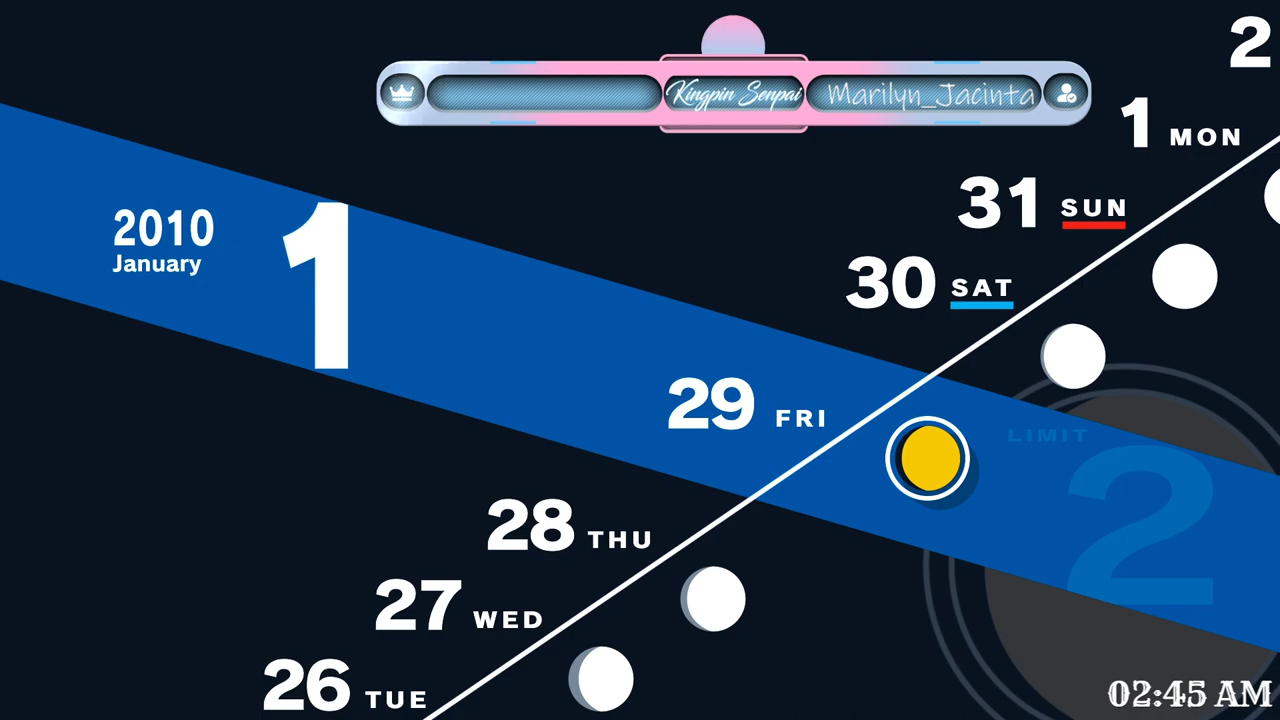 2
Kingpin Senpai
Marilyn_Jacinta
1 MON
31 SUN
2010
January
1
30 SAT
29 FRI
LIMIT
2
28 THU
27 WED
26 TUE
02:45 AM